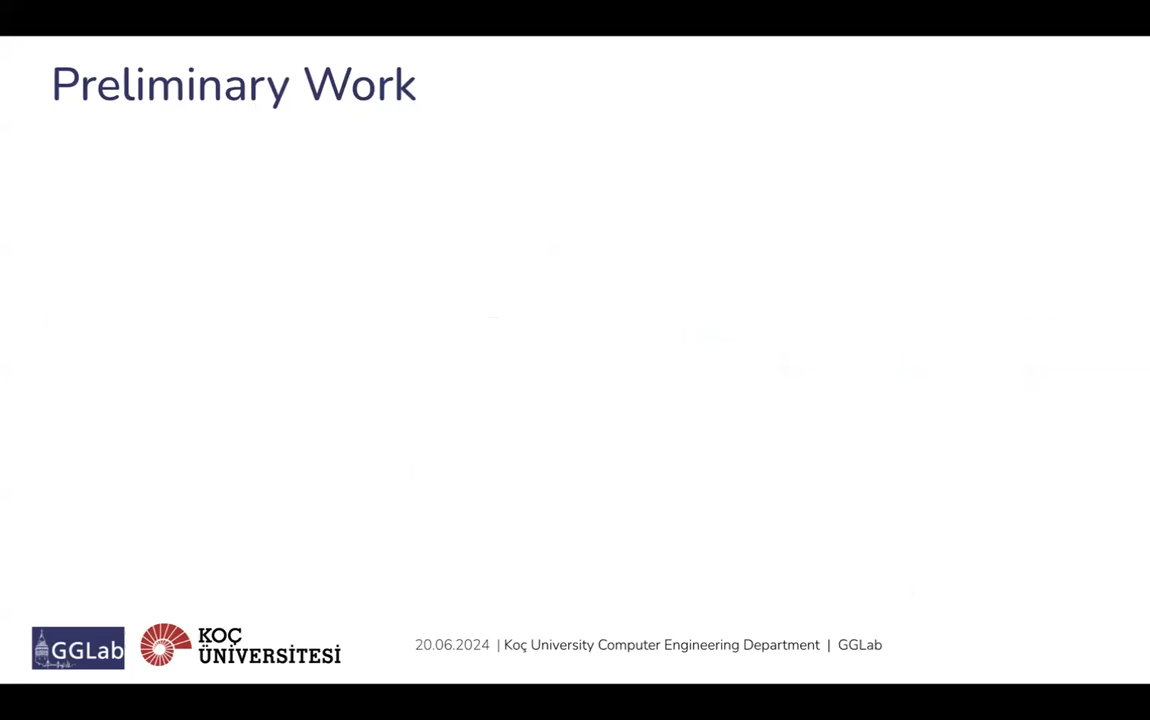 Preliminary Work
GGLab
KOÇ
ÜNİVERSİTESİ
20.06.2024 | Koç University Computer Engineering Department | GGLab